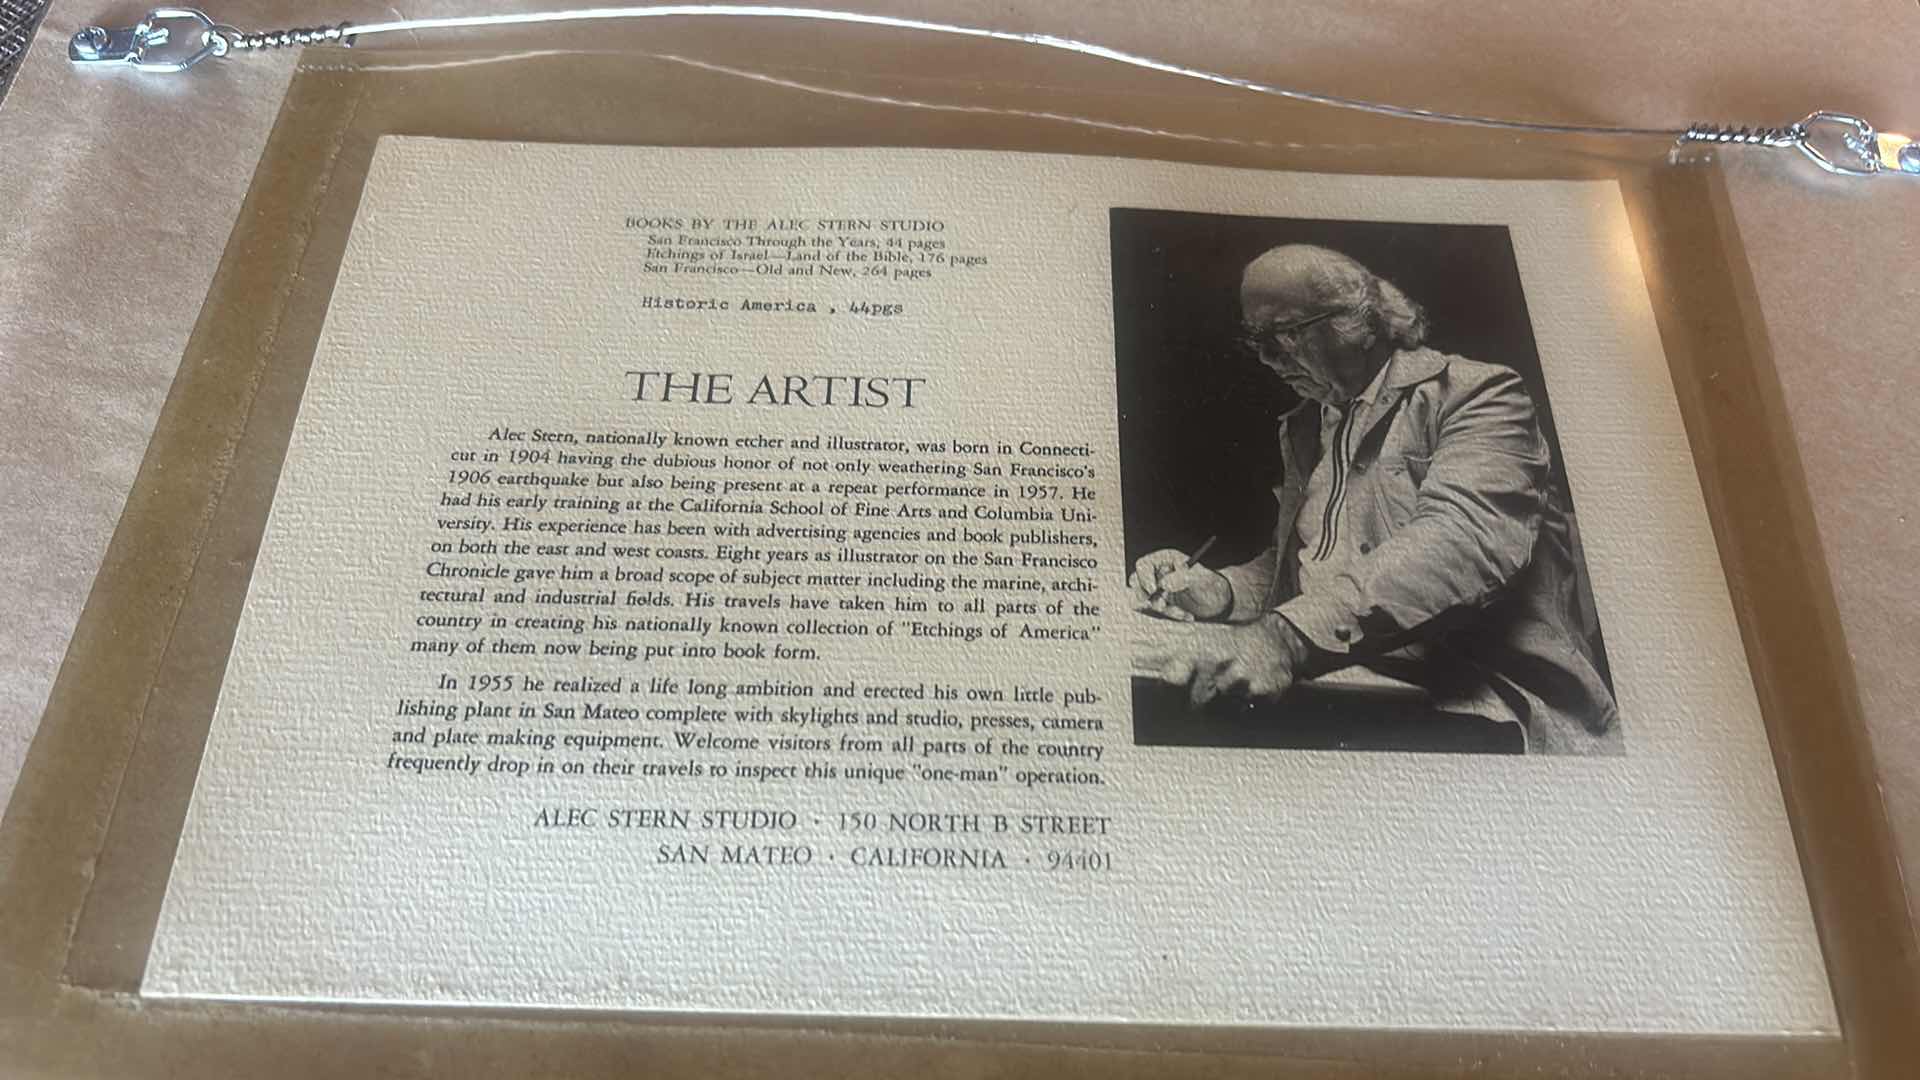 BOOKS BY THE ALEC STERN STUDIO
San Francisco Through the Years, 44 pages
Etchings of Israel—Land of the Bible, 176 pages
San Francisco—Old and New, 264 pages
Historic America , 44pgs
THE ARTIST
Alec Stern, nationally known etcher and illustrator, was born in Connecti-
cut in 1904 having the dubious honor of not only weathering San Francisco's
1906 earthquake but also being present at a repeat performance in 1957. He
had his early training at the California School of Fine Arts and Columbia Uni-
versity. His experience has been with advertising agencies and book publishers,
on both the east and west coasts. Eight years as illustrator on the San Francisco
Chronicle gave him a broad scope of subject matter including the marine, archi-
tectural and industrial fields. His travels have taken him to all parts of the
country in creating his nationally known collection of "Etchings of America"
many of them now being put into book form.
In 1955 he realized a life long ambition and erected his own little pub-
lishing plant in San Mateo complete with skylights and studio, presses, camera
and plate making equipment. Welcome visitors from all parts of the country
frequently drop in on their travels to inspect this unique "one-man" operation.
ALEC STERN STUDIO · 150 NORTH B STREET
SAN MATEO · CALIFORNIA · 94401